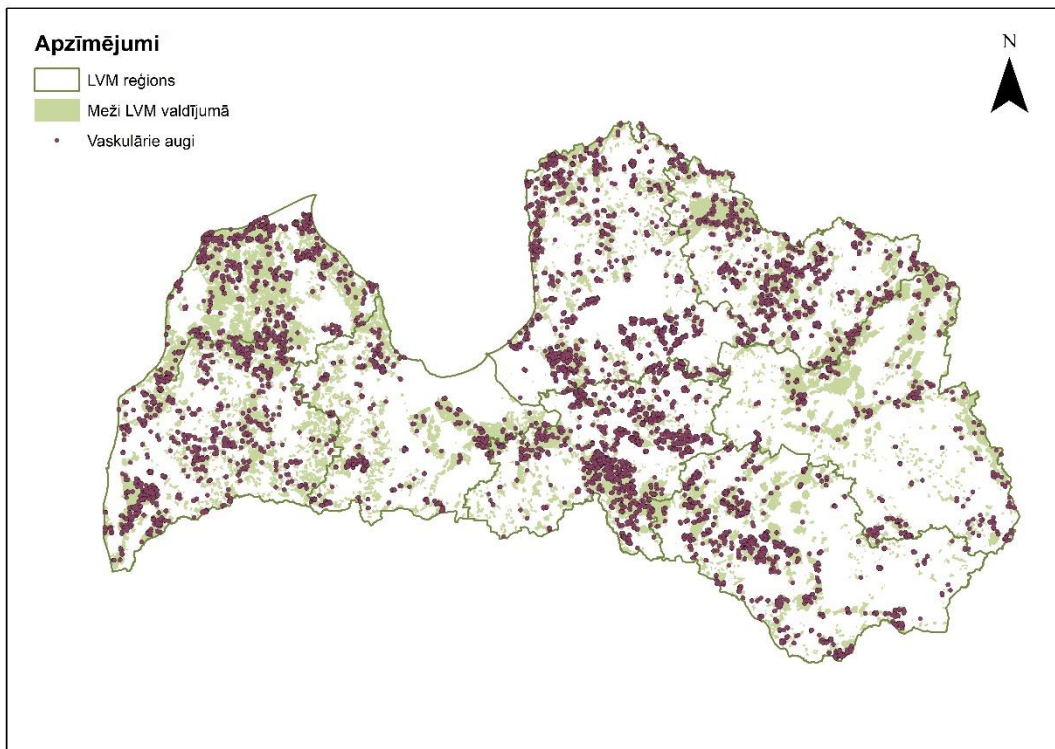 Apzīmējumi
LVM reģions
Meži LVM valdījumā
Vaskulārie augi
N